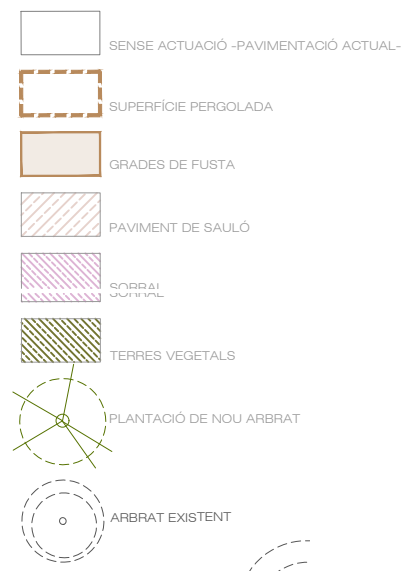 SENSE ACTUACIÓ -PAVIMENTACIÓ ACTUAL-
SUPERFÍCIE PERGOLADA
GRADES DE FUSTA
PAVIMENT DE SAULÓ
SORRAL
TERRES VEGETALS
PLANTACIÓ DE NOU ARBRAT
ARBRAT EXISTENT